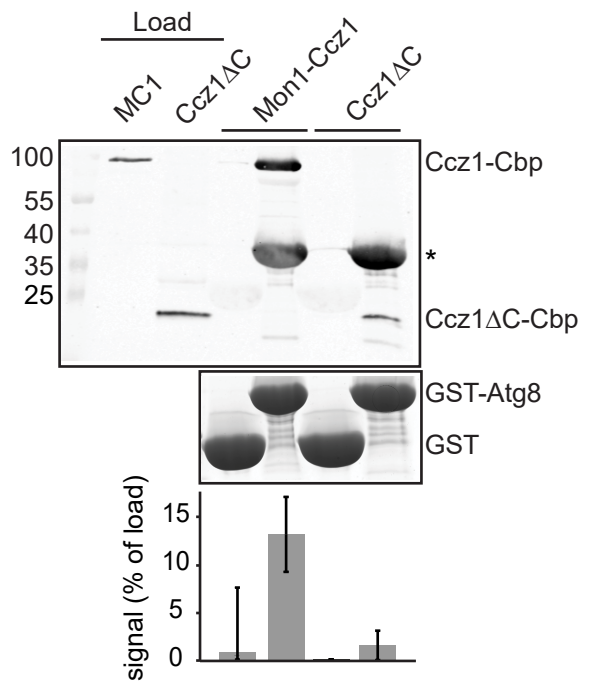 Load
MC1
Ccz1ΔC
Mon1-Ccz1
Ccz1ΔC
100
55
40
35
25
Ccz1-Cbp
*
Ccz1ΔC-Cbp
GST-Atg8
GST
signal (% of load)
15
10
5
0